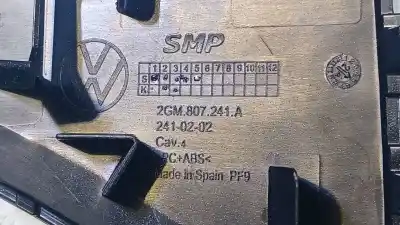 SMP
1 2 3 4 5 6 7 8 9 10 11 12
S
K
2GM.807.241.A
241-02-02
Cav.4
PC+ABS<
Made In Spain PF9